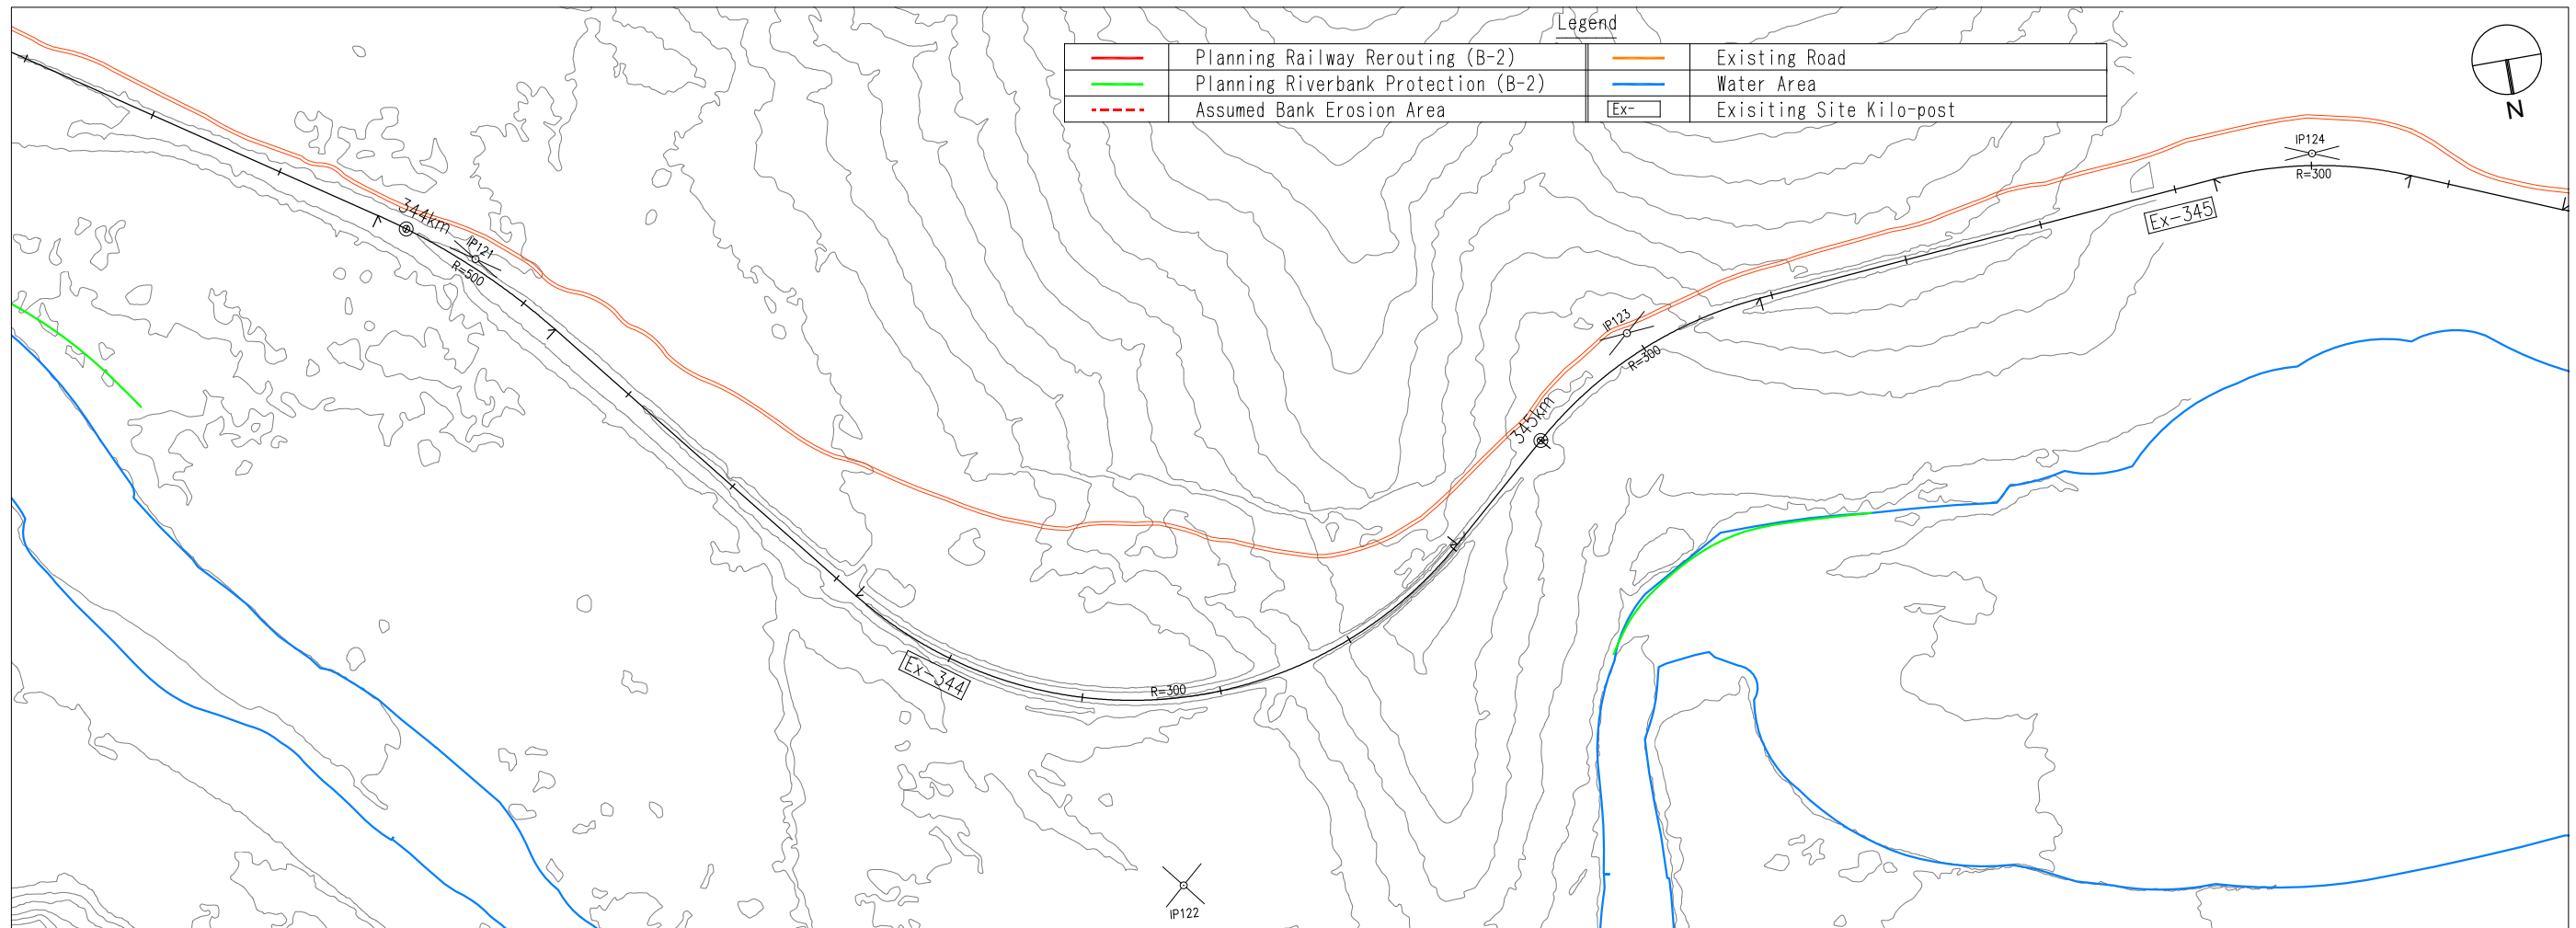 Legend
Planning Railway Rerouting (B-2)
Existing Road
Planning Riverbank Protection (B-2)
Water Area
Assumed Bank Erosion Area
Ex-
Exisiting Site Kilo-post
N
IP124
R=300
344km
IP121
R=500
Ex-345
IP123
R=300
345km
Ex-344
R=300
IP122